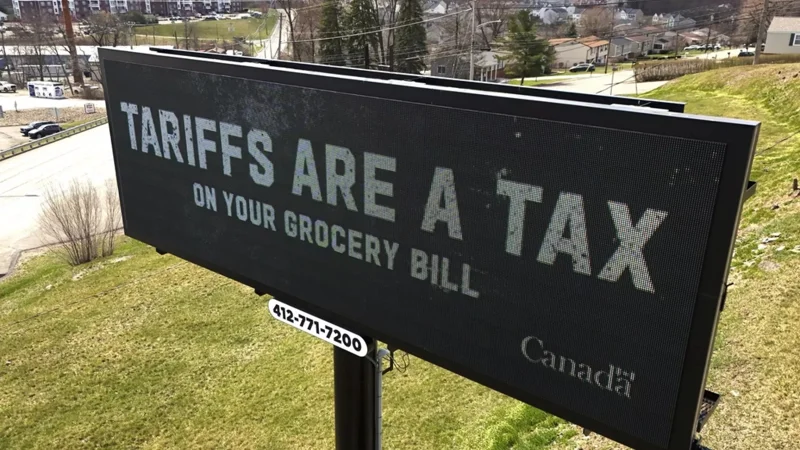 TARIFFS ARE A TAX
ON YOUR GROCERY BILL
Canada
412-771-7200